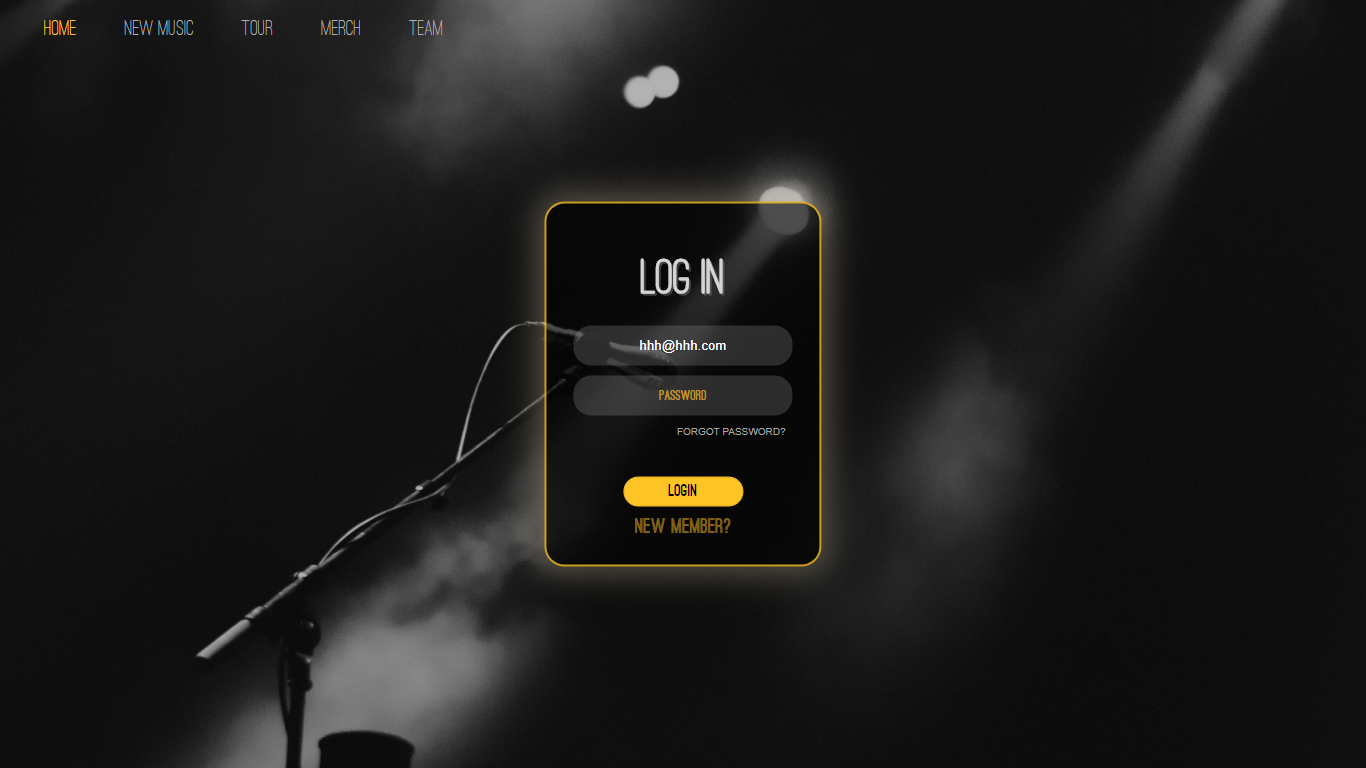 HOME NEW MUSIC TOUR MERCH TEAM
LOG IN
hhh@hhh.com
PASSWORD
FORGOT PASSWORD?
LOGIN
NEW MEMBER?